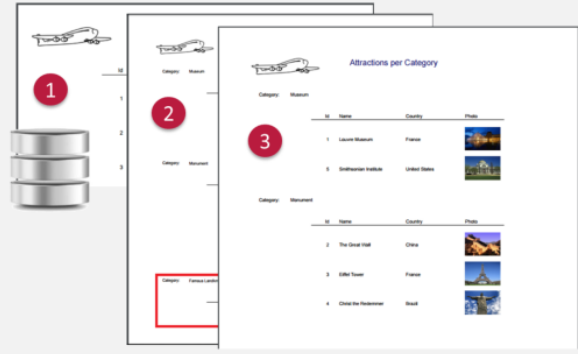 1
Id
1
2
3
2
Category Museum
Category Monument
Category Famous Landm
3
Attractions per Category
Category Museum
Id Name Country Photo
1 Louvre Museum France
5 Smithsonian Institute United States
Category Monument
Id Name Country Photo
2 The Great Wall China
3 Eiffel Tower France
4 Christ the Redemmer Brazil